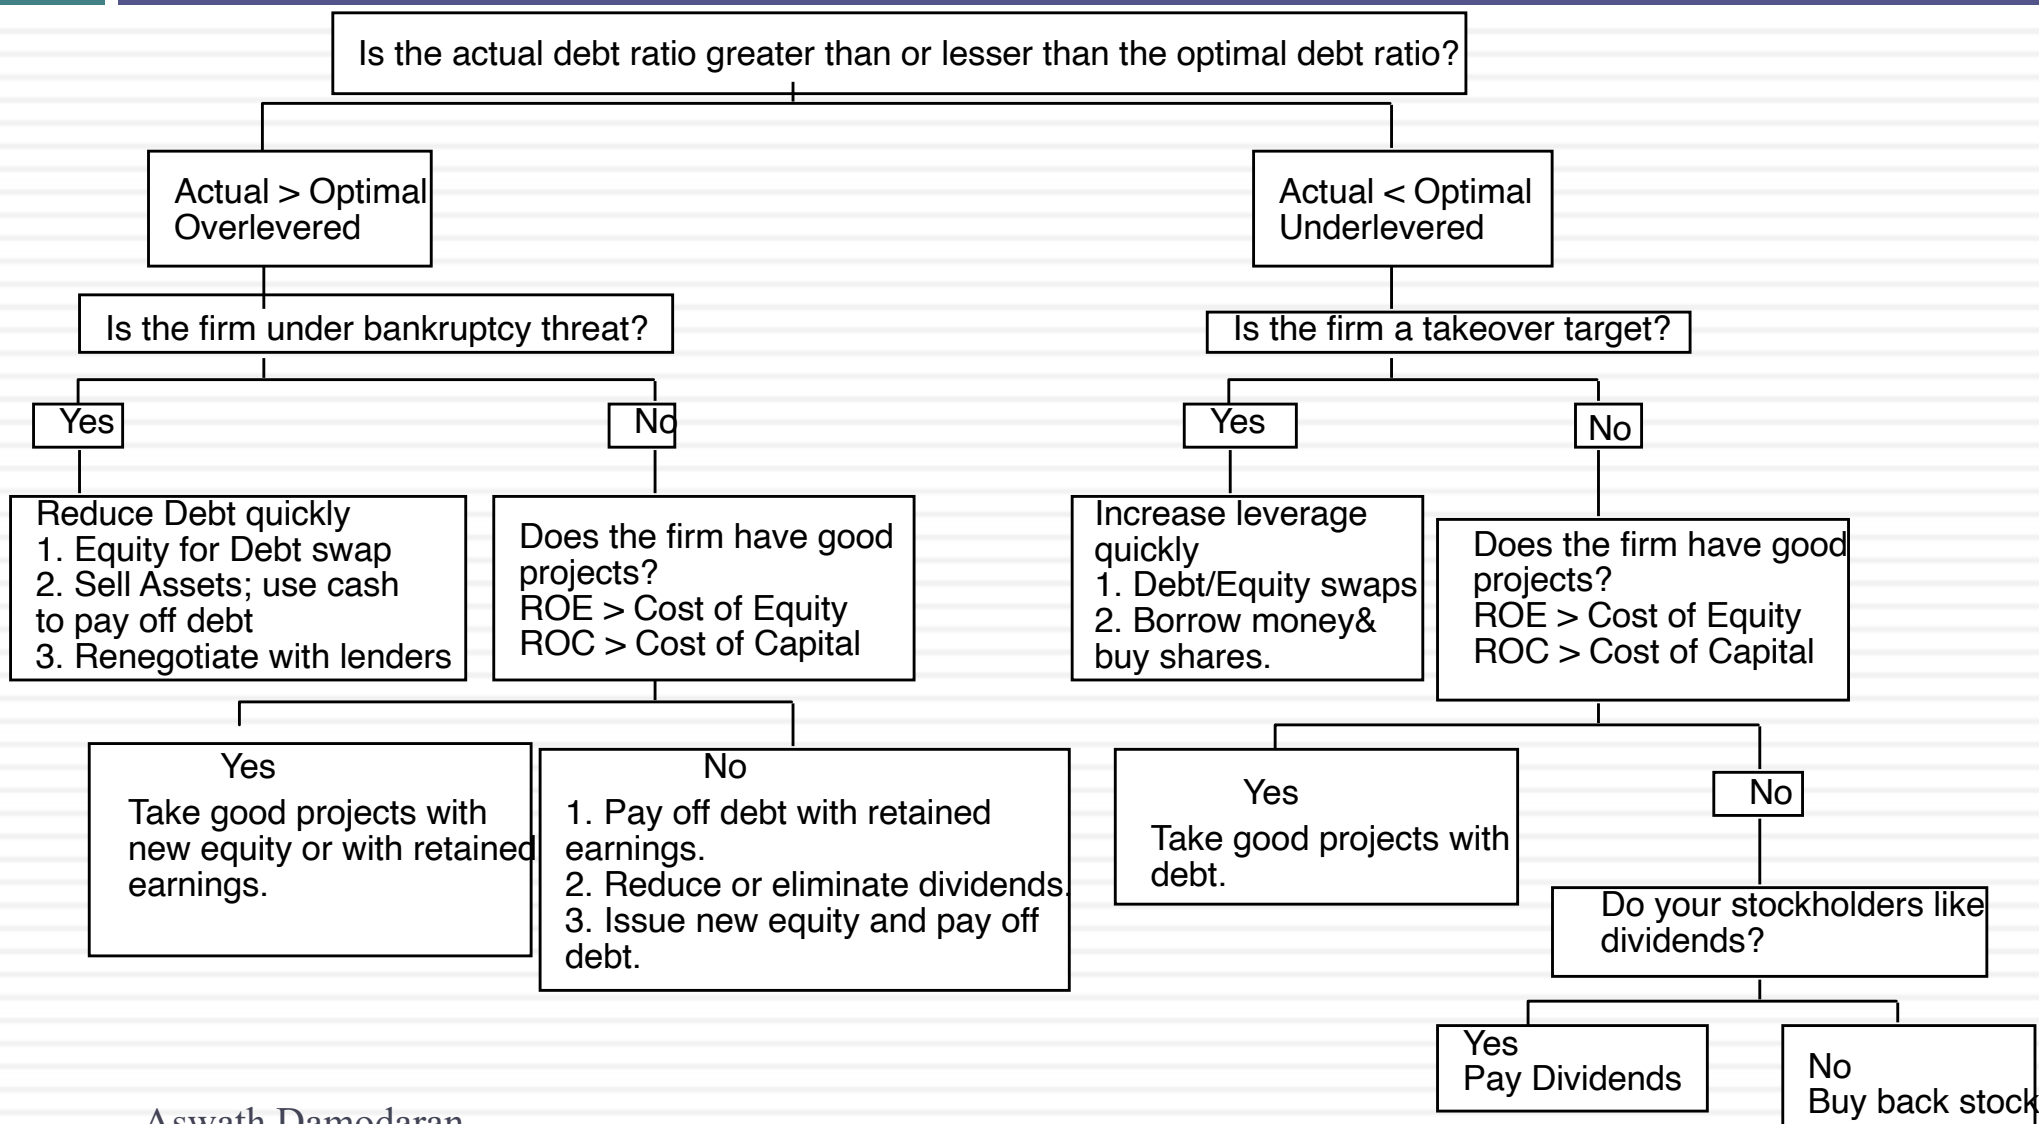 Is the actual debt ratio greater than or lesser than the optimal debt ratio?
Actual > Optimal
Overlevered
Actual < Optimal
Underlevered
Is the firm under bankruptcy threat?
Is the firm a takeover target?
Yes
No
Yes
No
Reduce Debt quickly
1. Equity for Debt swap
2. Sell Assets; use cash
to pay off debt
3. Renegotiate with lenders
Does the firm have good
projects?
ROE > Cost of Equity
ROC > Cost of Capital
Increase leverage
quickly
1. Debt/Equity swaps
2. Borrow money&
buy shares.
Does the firm have good
projects?
ROE > Cost of Equity
ROC > Cost of Capital
Yes
Take good projects with
new equity or with retained
earnings.
No
1. Pay off debt with retained
earnings.
2. Reduce or eliminate dividends.
3. Issue new equity and pay off
debt.
Yes
Take good projects with
debt.
No
Do your stockholders like
dividends?
Yes
Pay Dividends
No
Buy back stock
Aswath Damodaran